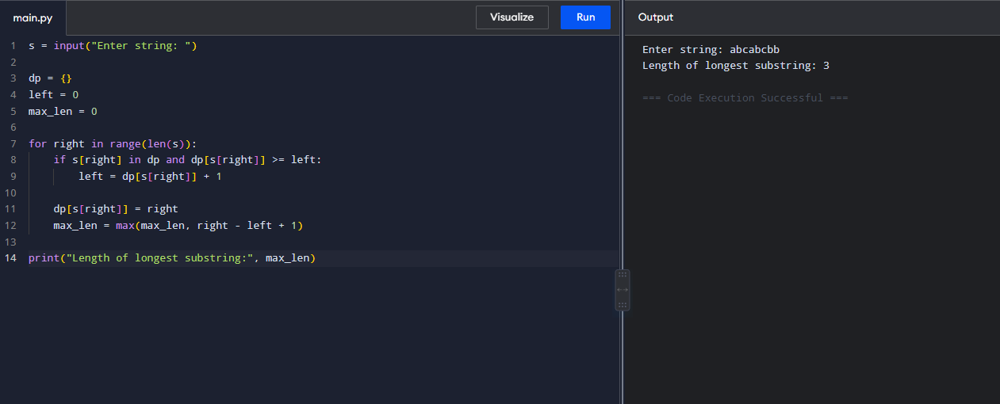 main.py Visualize Run Output
1 s = input("Enter string: ")
2
3 dp = {}
4 left = 0
5 max_len = 0
6
7 for right in range(len(s)):
8     if s[right] in dp and dp[s[right]] >= left:
9         left = dp[s[right]] + 1
10
11     dp[s[right]] = right
12     max_len = max(max_len, right - left + 1)
13
14 print("Length of longest substring:", max_len)
Enter string: abcabcbb
Length of longest substring: 3
=== Code Execution Successful ===